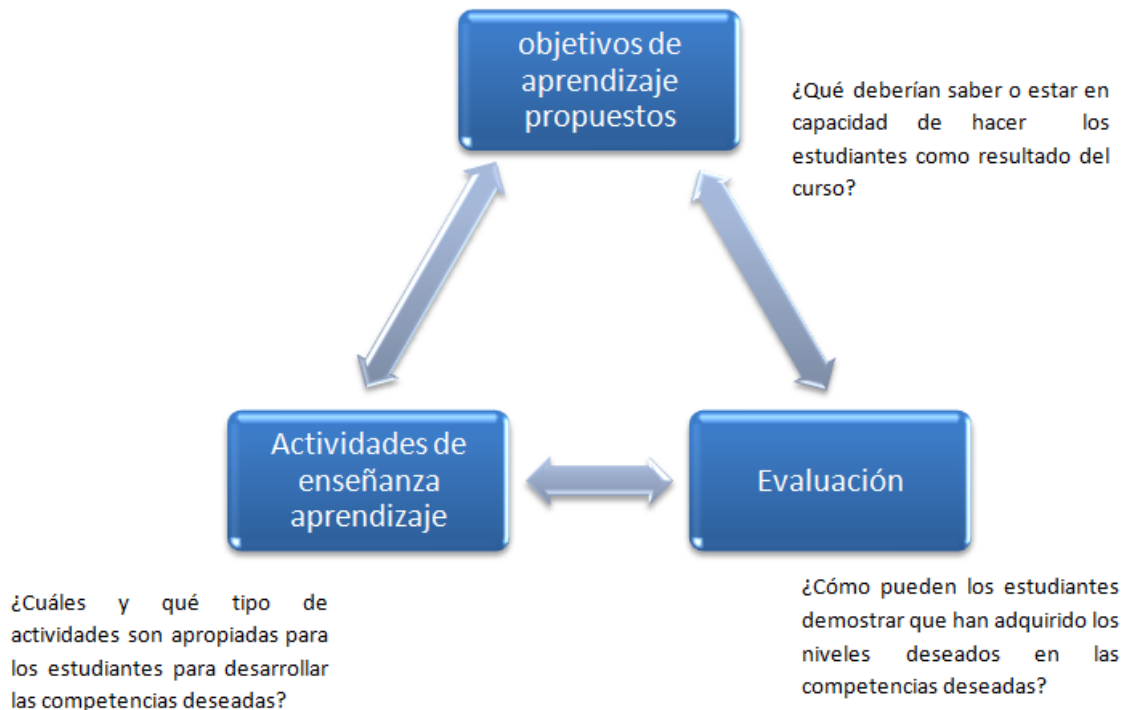 objetivos de
aprendizaje
propuestos
¿Qué deberían saber o estar en
capacidad de hacer los
estudiantes como resultado del
curso?
Actividades de
enseñanza
aprendizaje
Evaluación
¿Cuáles y qué tipo de
actividades son apropiadas para
los estudiantes para desarrollar
las competencias deseadas?
¿Cómo pueden los estudiantes
demostrar que han adquirido los
niveles deseados en las
competencias deseadas?